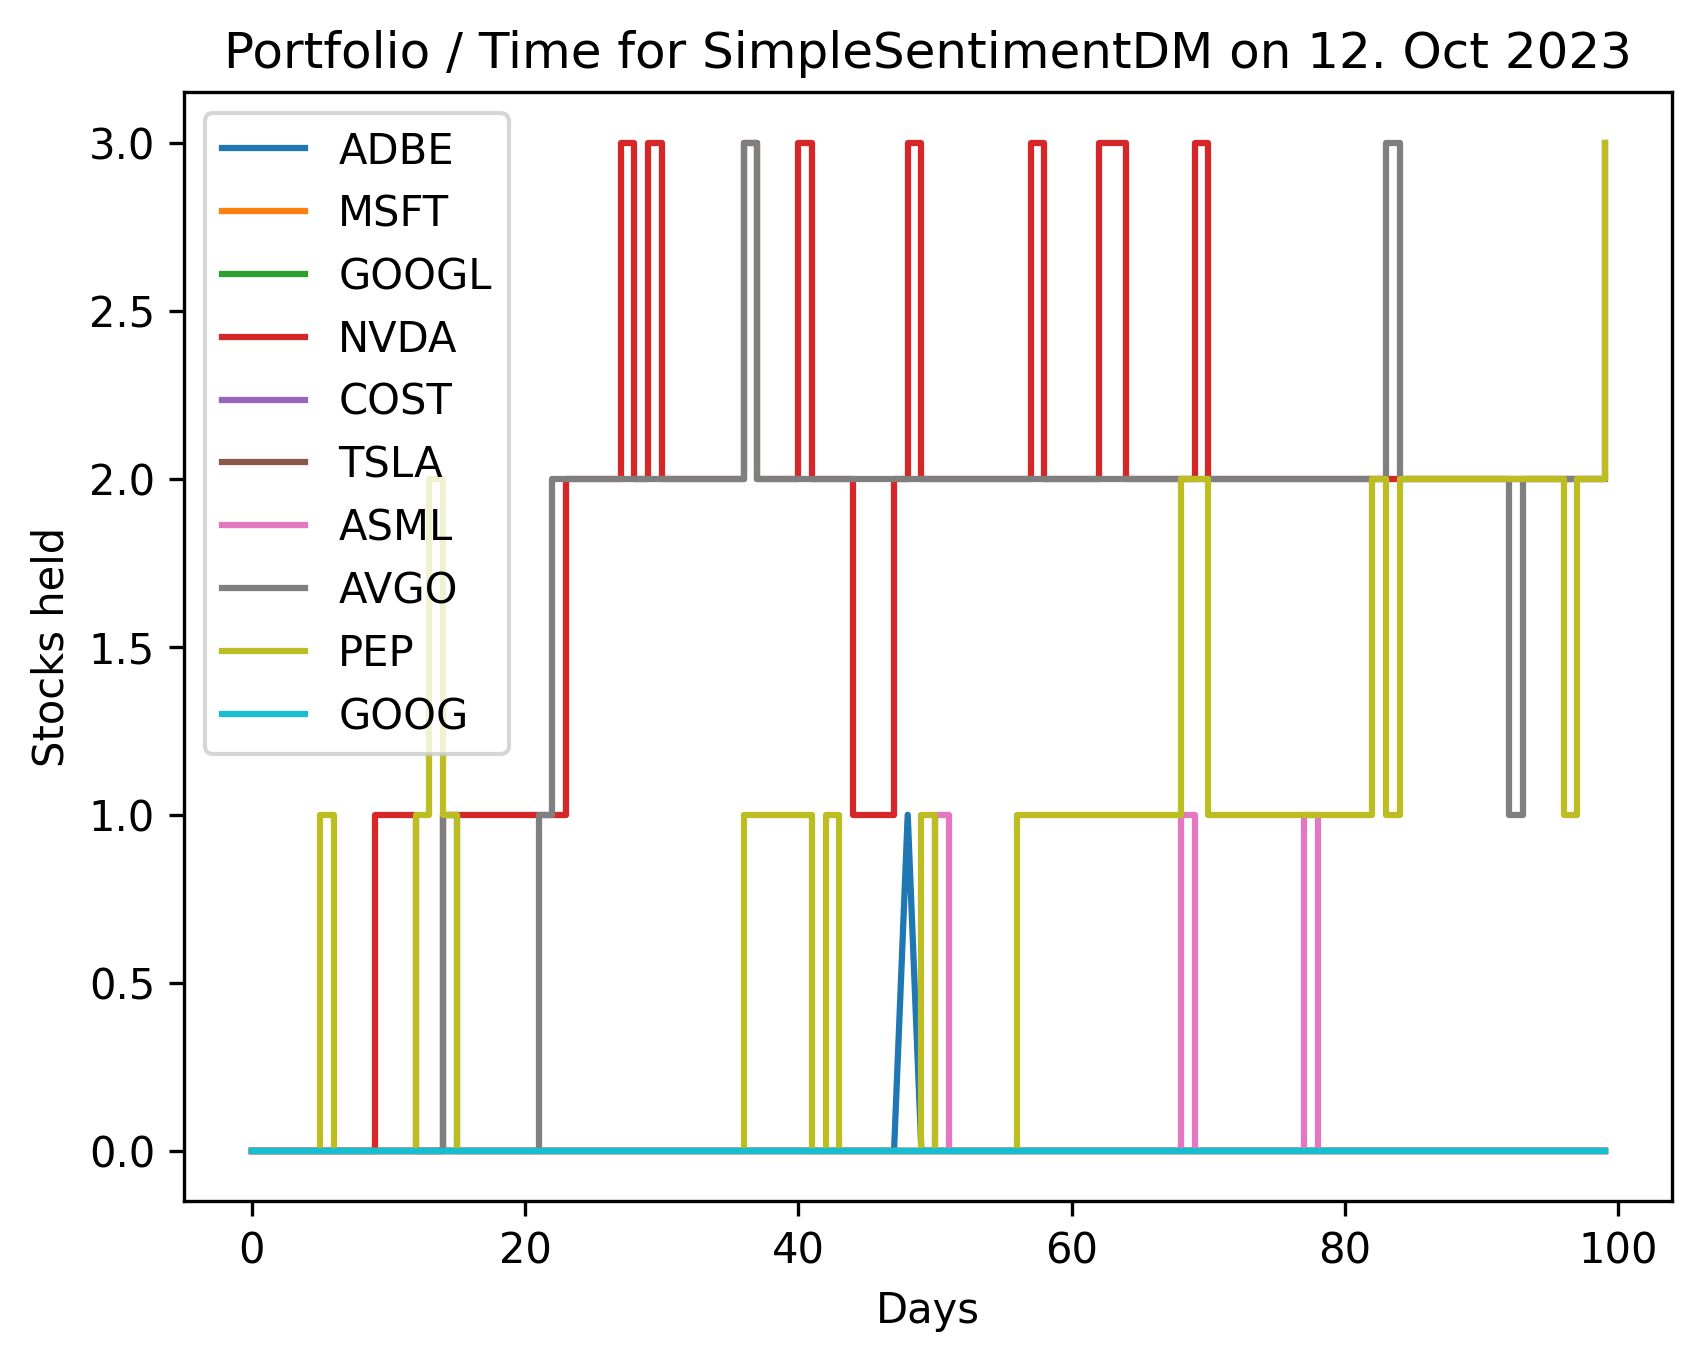 Portfolio / Time for SimpleSentimentDM on 12. Oct 2023
ADBE
MSFT
GOOGL
NVDA
COST
TSLA
ASML
AVGO
PEP
GOOG
3.0
2.5
2.0
1.5
1.0
0.5
0.0
Stocks held
0 20 40 60 80 100
Days